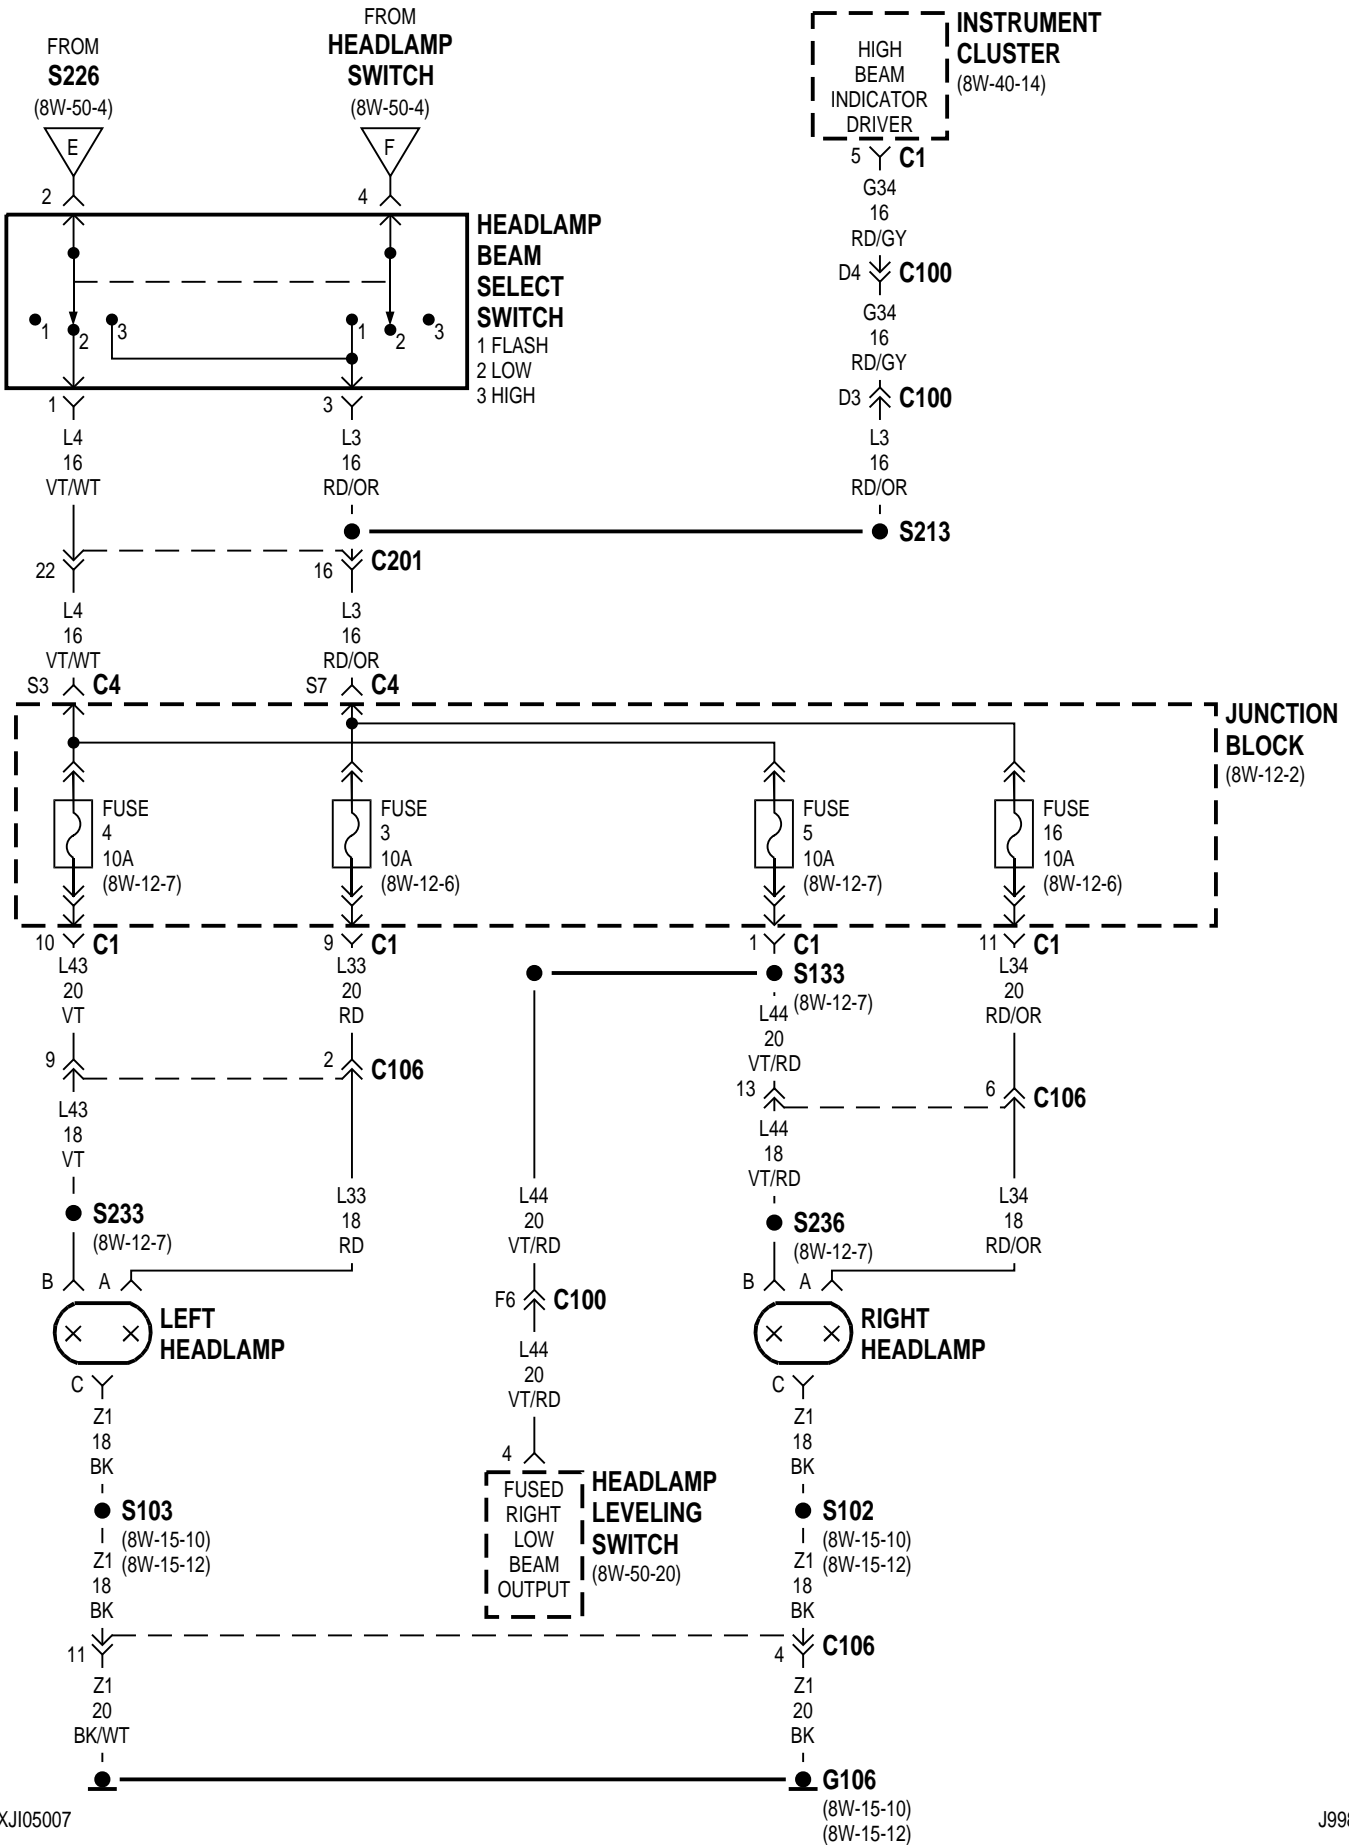 FROM
S226
(8W-50-4)
E
2
FROM
HEADLAMP
SWITCH
(8W-50-4)
F
4
INSTRUMENT
CLUSTER
(8W-40-14)
HIGH
BEAM
INDICATOR
DRIVER
5 C1
G34
16
RD/GY
D4 C100
G34
16
RD/GY
D3 C100
L3
16
RD/OR
S213
HEADLAMP
BEAM
SELECT
SWITCH
1 FLASH
2 LOW
3 HIGH
1 2 3 1 2 3
1
L4
16
VT/WT
22
L4
16
VT/WT
S3 C4
3
L3
16
RD/OR
16 C201
L3
16
RD/OR
S7 C4
JUNCTION
BLOCK
(8W-12-2)
FUSE
4
10A
(8W-12-7)
FUSE
3
10A
(8W-12-6)
FUSE
5
10A
(8W-12-7)
FUSE
16
10A
(8W-12-6)
10 C1
L43
20
VT
9
L43
18
VT
S233
(8W-12-7)
B A
LEFT
HEADLAMP
9 C1
L33
20
RD
2 C106
L33
18
RD
1 C1
S133
(8W-12-7)
L44
20
VT/RD
13
L44
18
VT/RD
S236
(8W-12-7)
B A
RIGHT
HEADLAMP
11 C1
L34
20
RD/OR
6 C106
L34
18
RD/OR
L44
20
VT/RD
F6 C100
L44
20
VT/RD
4
FUSED
RIGHT
LOW
BEAM
OUTPUT
HEADLAMP
LEVELING
SWITCH
(8W-50-20)
C
Z1
18
BK
S103
(8W-15-10)
(8W-15-12)
Z1
18
BK
11
Z1
20
BK/WT
C
Z1
18
BK
S102
(8W-15-10)
(8W-15-12)
Z1
18
BK
4 C106
Z1
20
BK
G106
(8W-15-10)
(8W-15-12)
XJI05007
J998